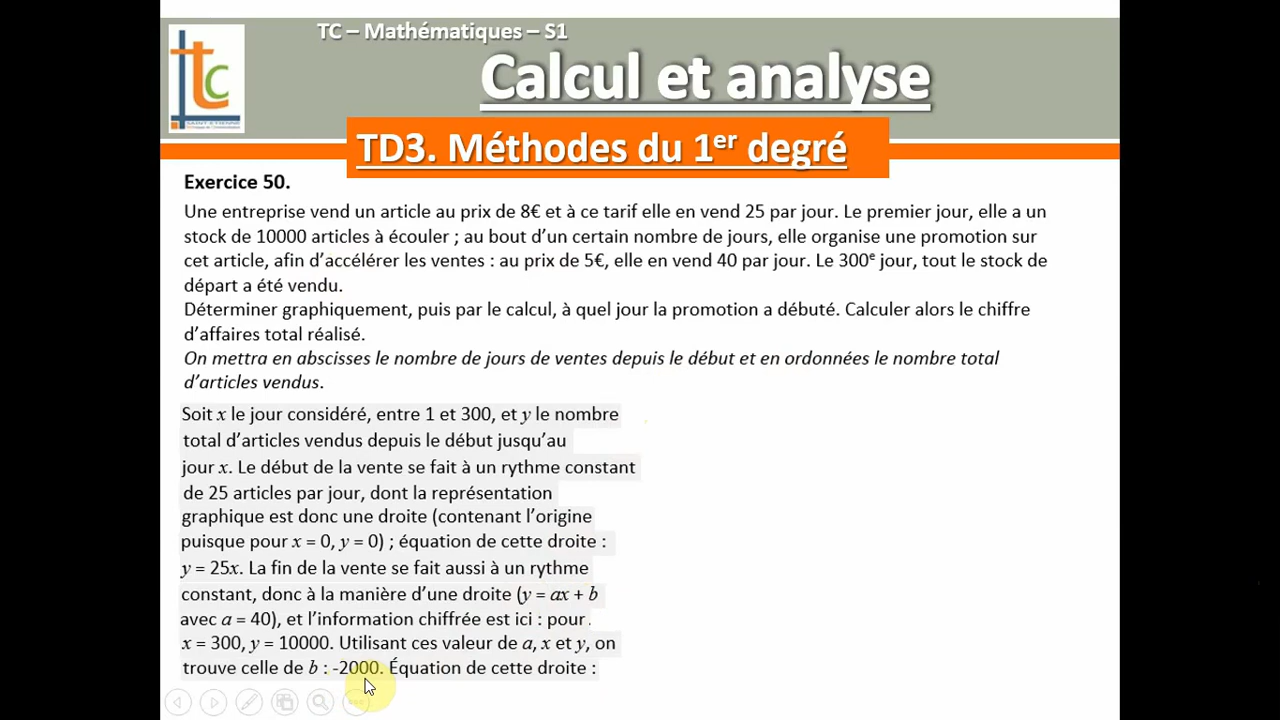 TC – Mathématiques – S1
Calcul et analyse
tc
TD3. Méthodes du 1er degré
Exercice 50.
Une entreprise vend un article au prix de 8€ et à ce tarif elle en vend 25 par jour. Le premier jour, elle a un
stock de 10000 articles à écouler ; au bout d’un certain nombre de jours, elle organise une promotion sur
cet article, afin d’accélérer les ventes : au prix de 5€, elle en vend 40 par jour. Le 300e jour, tout le stock de
départ a été vendu.
Déterminer graphiquement, puis par le calcul, à quel jour la promotion a débuté. Calculer alors le chiffre
d’affaires total réalisé.
On mettra en abscisses le nombre de jours de ventes depuis le début et en ordonnées le nombre total
d’articles vendus.
Soit x le jour considéré, entre 1 et 300, et y le nombre
total d’articles vendus depuis le début jusqu’au
jour x. Le début de la vente se fait à un rythme constant
de 25 articles par jour, dont la représentation
graphique est donc une droite (contenant l’origine
puisque pour x = 0, y = 0) ; équation de cette droite :
y = 25x. La fin de la vente se fait aussi à un rythme
constant, donc à la manière d’une droite (y = ax + b
avec a = 40), et l’information chiffrée est ici : pour
x = 300, y = 10000. Utilisant ces valeur de a, x et y, on
trouve celle de b : -2000. Équation de cette droite :